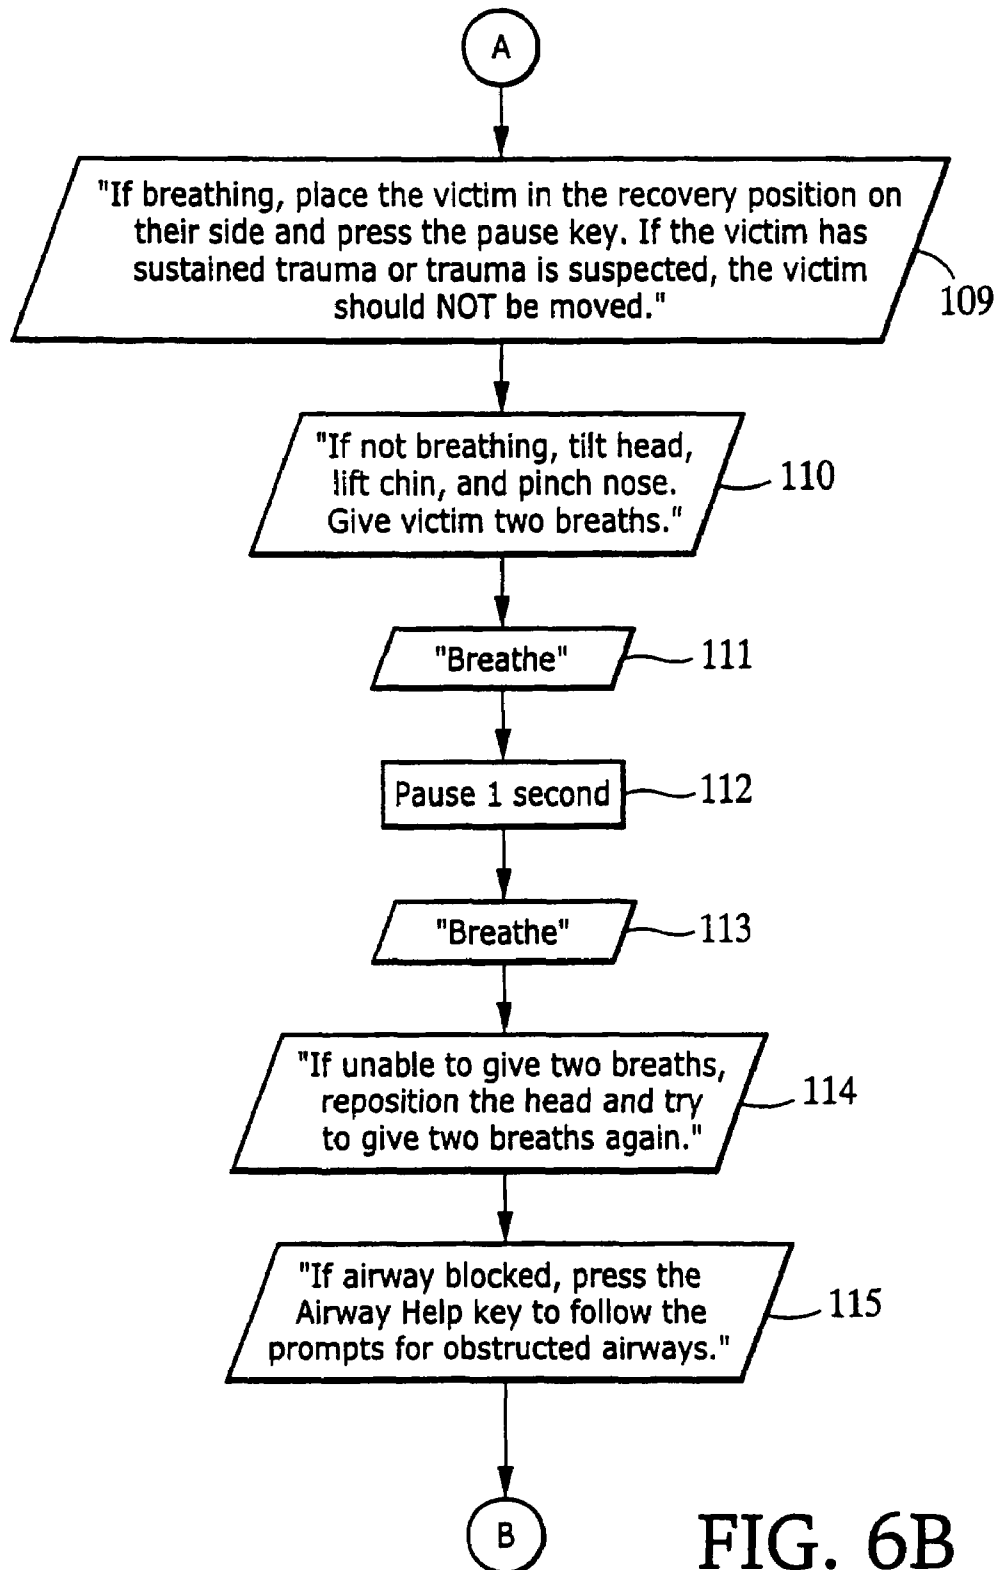 A
"If breathing, place the victim in the recovery position on
their side and press the pause key. If the victim has
sustained trauma or trauma is suspected, the victim
should NOT be moved."
109
"If not breathing, tilt head,
lift chin, and pinch nose.
Give victim two breaths."
110
"Breathe"
111
Pause 1 second
112
"Breathe"
113
"If unable to give two breaths,
reposition the head and try
to give two breaths again."
114
"If airway blocked, press the
Airway Help key to follow the
prompts for obstructed airways."
115
B
FIG. 6B